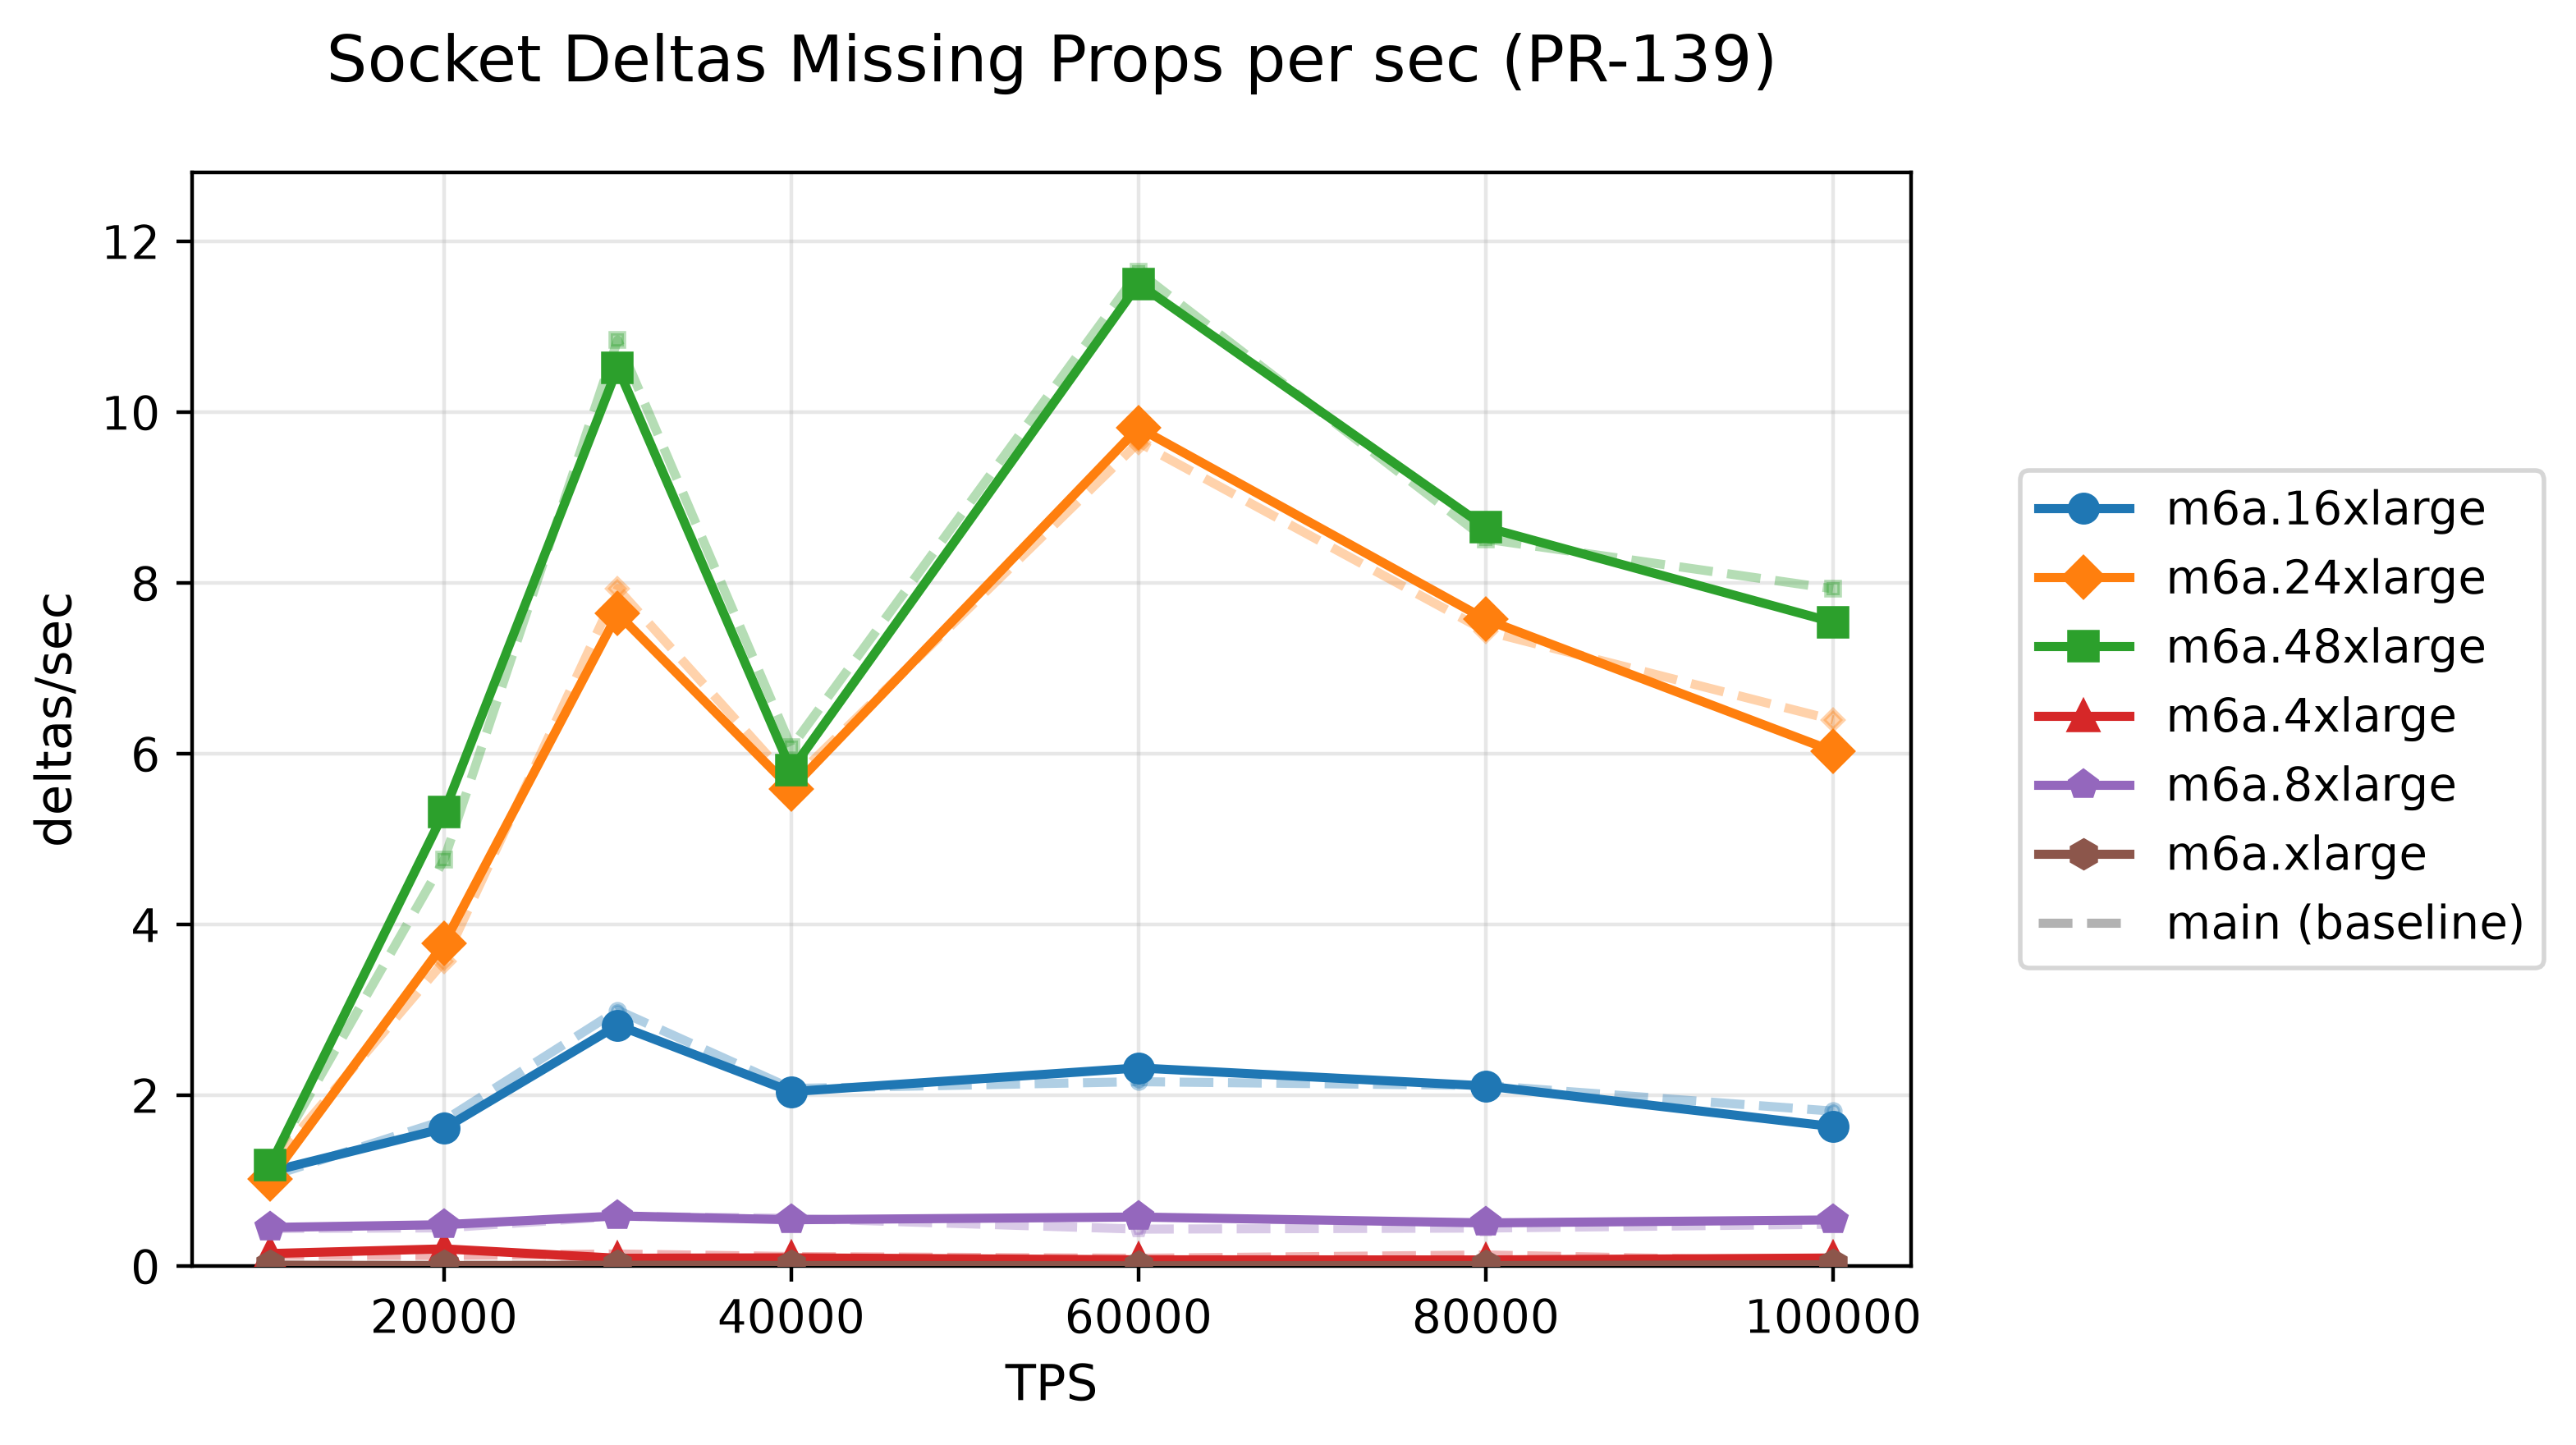 Socket Deltas Missing Props per sec (PR-139)
12
10
8
6
4
2
0
deltas/sec
20000 40000 60000 80000 100000
TPS
m6a.16xlarge
m6a.24xlarge
m6a.48xlarge
m6a.4xlarge
m6a.8xlarge
m6a.xlarge
main (baseline)